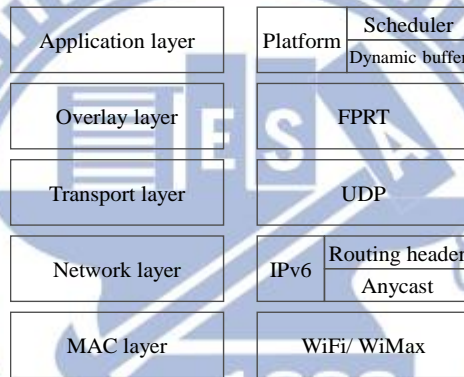 Application layer
Platform
Scheduler
Dynamic buffer
Overlay layer
FPRT
Transport layer
UDP
Network layer
IPv6
Routing header
Anycast
MAC layer
WiFi/ WiMax
E S A